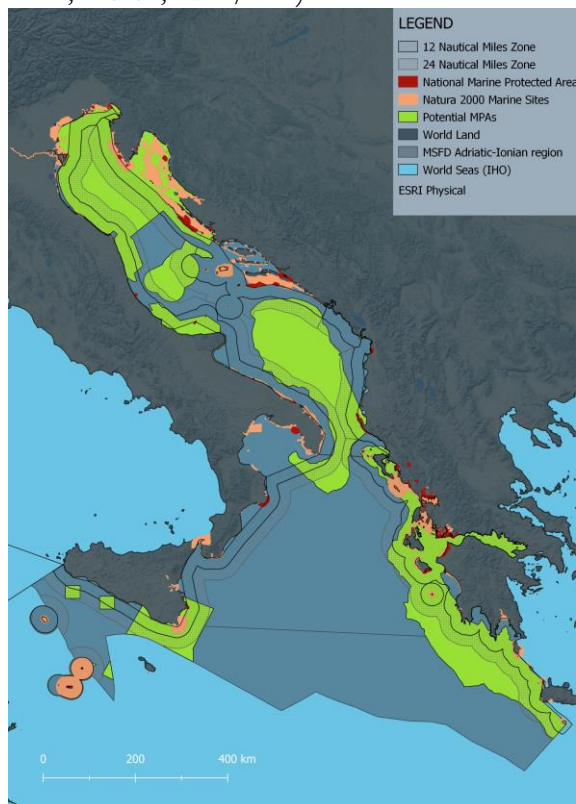 LEGEND
12 Nautical Miles Zone
24 Nautical Miles Zone
National Marine Protected Area
Natura 2000 Marine Sites
Potential MPAs
World Land
MSFD Adriatic-Ionian region
World Seas (IHO)
ESRI Physical
0 200 400 km